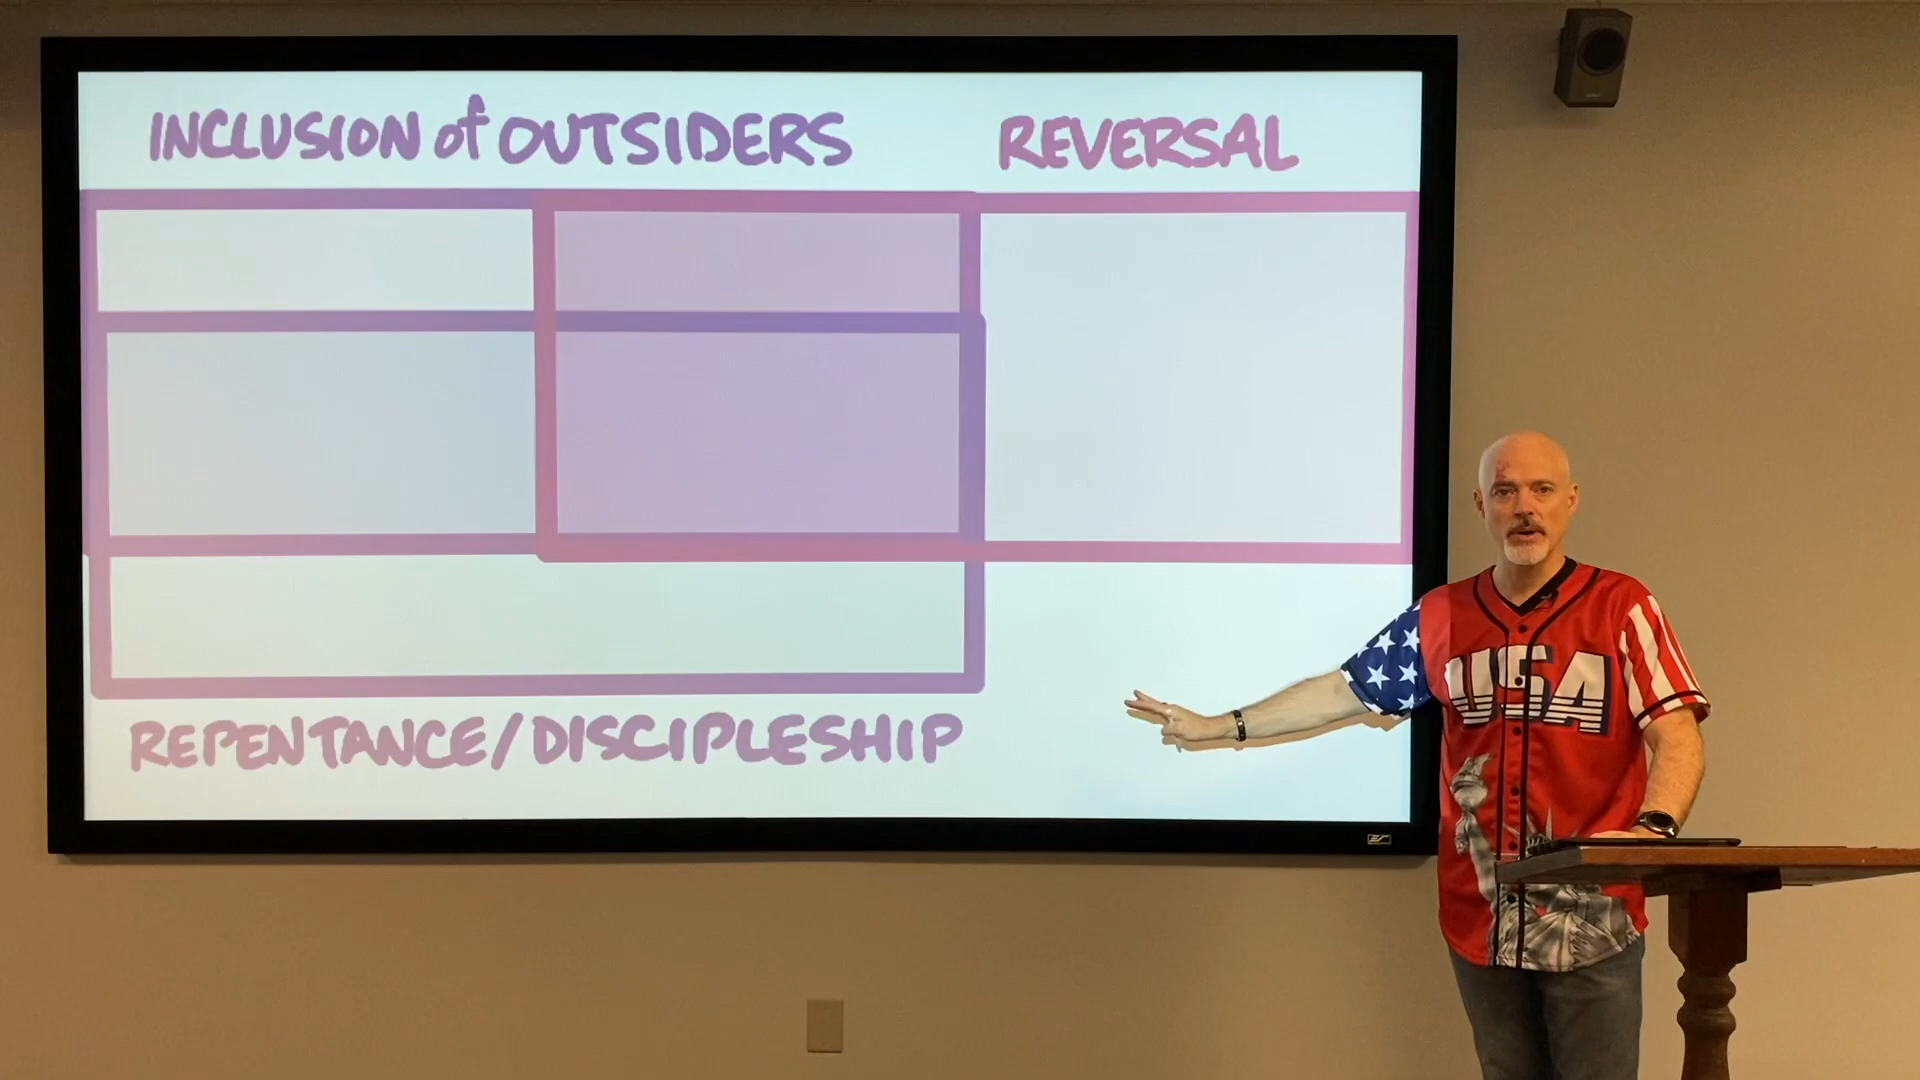 INCLUSION of OUTSIDERS
REVERSAL
USA
REPENTANCE/DISCIPLESHIP